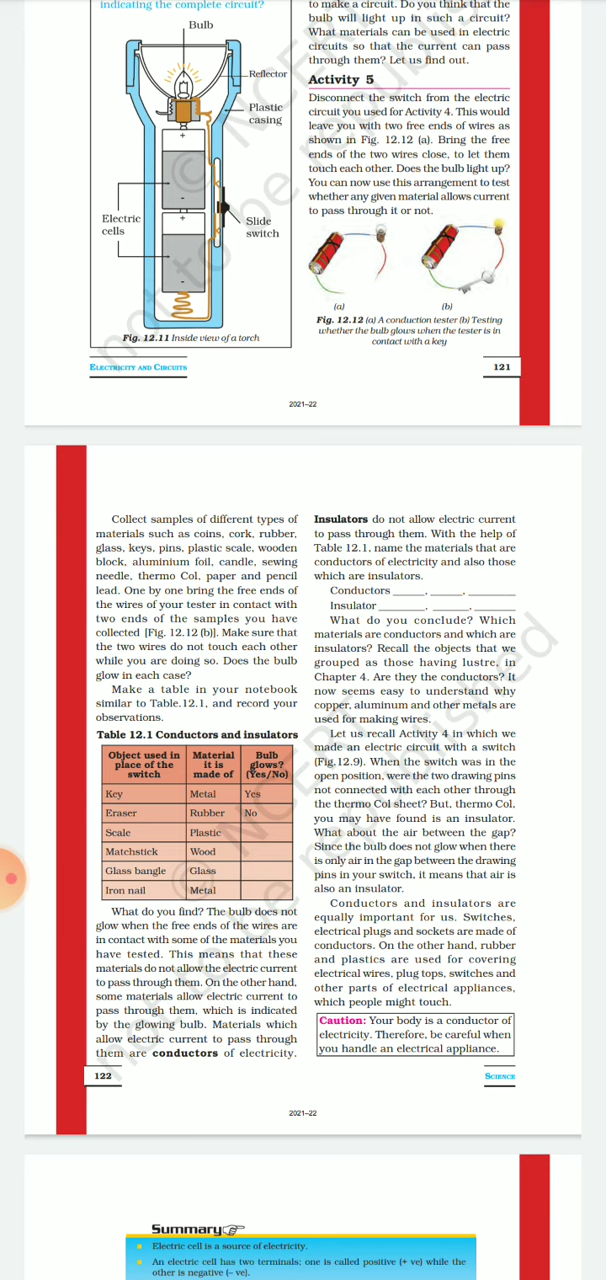 indicating the complete circuit?
Bulb
Reflector
Plastic
casing
+
-
+
-
Electric
cells
Slide
switch
Fig. 12.11 Inside view of a torch
to make a circuit. Do you think that the
bulb will light up in such a circuit?
What materials can be used in electric
circuits so that the current can pass
through them? Let us find out.
Activity 5
Disconnect the switch from the electric
circuit you used for Activity 4. This would
leave you with two free ends of wires as
shown in Fig. 12.12 (a). Bring the free
ends of the two wires close, to let them
touch each other. Does the bulb light up?
You can now use this arrangement to test
whether any given material allows current
to pass through it or not.
(a)
(b)
Fig. 12.12 (a) A conduction tester (b) Testing
whether the bulb glows when the tester is in
contact with a key
ELECTRICITY AND CIRCUITS
121
2021–22
Collect samples of different types of
materials such as coins, cork, rubber,
glass, keys, pins, plastic scale, wooden
block, aluminium foil, candle, sewing
needle, thermo Col, paper and pencil
lead. One by one bring the free ends of
the wires of your tester in contact with
two ends of the samples you have
collected [Fig. 12.12 (b)]. Make sure that
the two wires do not touch each other
while you are doing so. Does the bulb
glow in each case?
Make a table in your notebook
similar to Table.12.1, and record your
observations.
Table 12.1 Conductors and insulators
Object used in place of the switch Material it is made of Bulb glows? (Yes/No)
Key Metal Yes
Eraser Rubber No
Scale Plastic
Matchstick Wood
Glass bangle Glass
Iron nail Metal
What do you find? The bulb does not
glow when the free ends of the wires are
in contact with some of the materials you
have tested. This means that these
materials do not allow the electric current
to pass through them. On the other hand,
some materials allow electric current to
pass through them, which is indicated
by the glowing bulb. Materials which
allow electric current to pass through
them are conductors of electricity.
Insulators do not allow electric current
to pass through them. With the help of
Table 12.1, name the materials that are
conductors of electricity and also those
which are insulators.
Conductors ______, ______, _________
Insulator _________, _______, ________
What do you conclude? Which
materials are conductors and which are
insulators? Recall the objects that we
grouped as those having lustre, in
Chapter 4. Are they the conductors? It
now seems easy to understand why
copper, aluminum and other metals are
used for making wires.
Let us recall Activity 4 in which we
made an electric circuit with a switch
(Fig.12.9). When the switch was in the
open position, were the two drawing pins
not connected with each other through
the thermo Col sheet? But, thermo Col,
you may have found is an insulator.
What about the air between the gap?
Since the bulb does not glow when there
is only air in the gap between the drawing
pins in your switch, it means that air is
also an insulator.
Conductors and insulators are
equally important for us. Switches,
electrical plugs and sockets are made of
conductors. On the other hand, rubber
and plastics are used for covering
electrical wires, plug tops, switches and
other parts of electrical appliances,
which people might touch.
Caution: Your body is a conductor of
electricity. Therefore, be careful when
you handle an electrical appliance.
122
SCIENCE
2021–22
© NCERT
not to be republished
Summary
Electric cell is a source of electricity.
An electric cell has two terminals; one is called positive (+ ve) while the
other is negative (– ve).